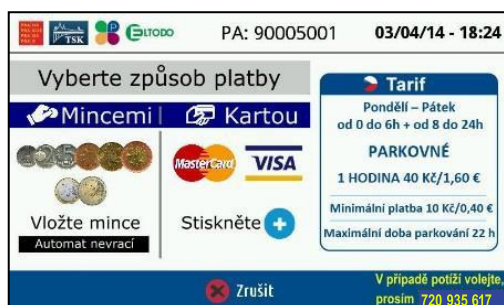 TSK
ELTODO
PA: 90005001
03/04/14 - 18:24
Vyberte způsob platby
Mincemi
Kartou
MasterCard
VISA
Vložte mince
Automat nevrací
Stiskněte +
Tarif
Pondělí – Pátek
od 0 do 6h + od 8 do 24h
PARKOVNÉ
1 HODINA 40 Kč/1,60 €
Minimální platba 10 Kč/0,40 €
Maximální doba parkování 22 h
Zrušit
V případě potíží volejte,
prosím 720 935 617